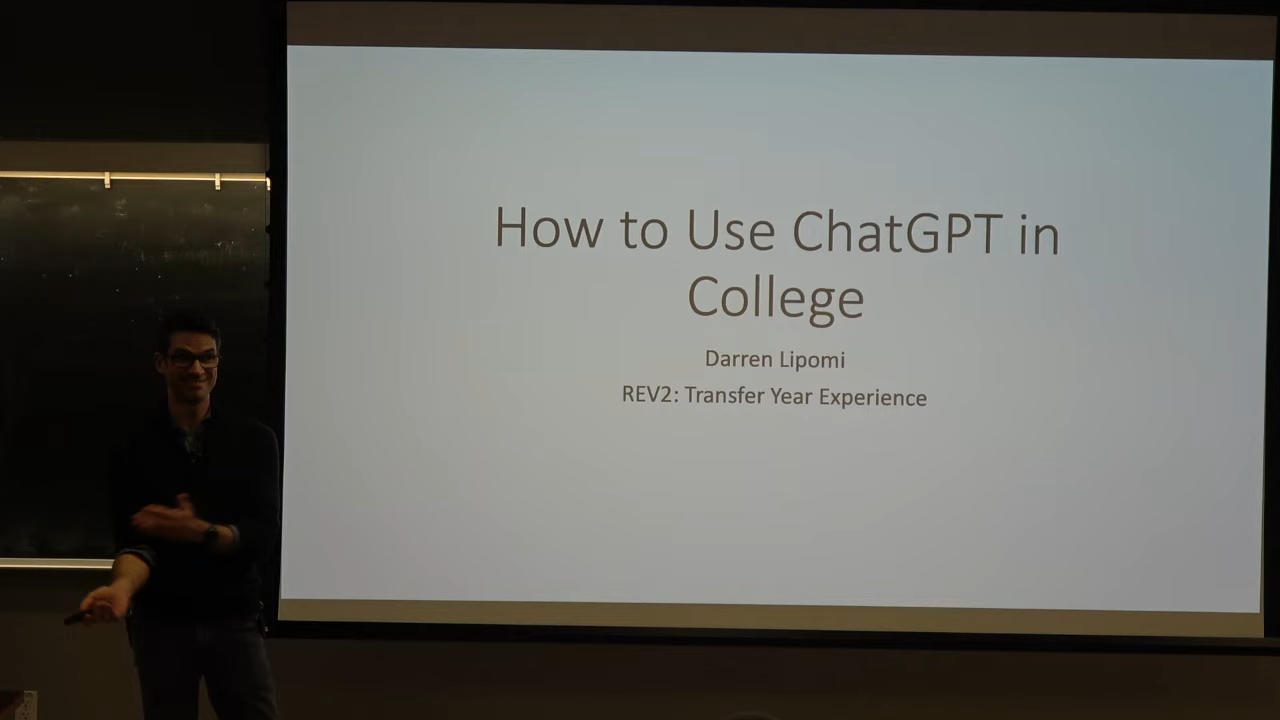 How to Use ChatGPT in
College
Darren Lipomi
REV2: Transfer Year Experience